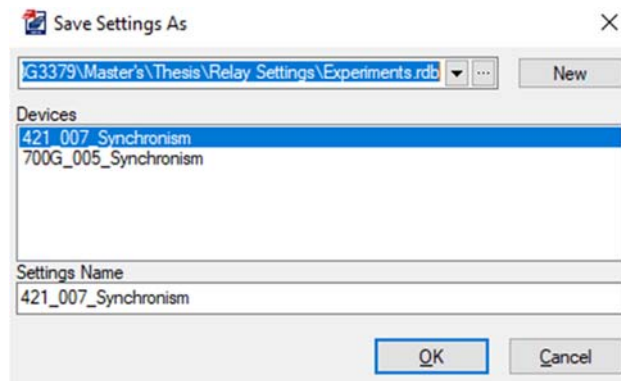 Save Settings As
G3379\Master's\Thesis\Relay Settings\Experiments.rdb ... New
Devices
421_007_Synchronism
700G_005_Synchronism
Settings Name
421_007_Synchronism
OK Cancel